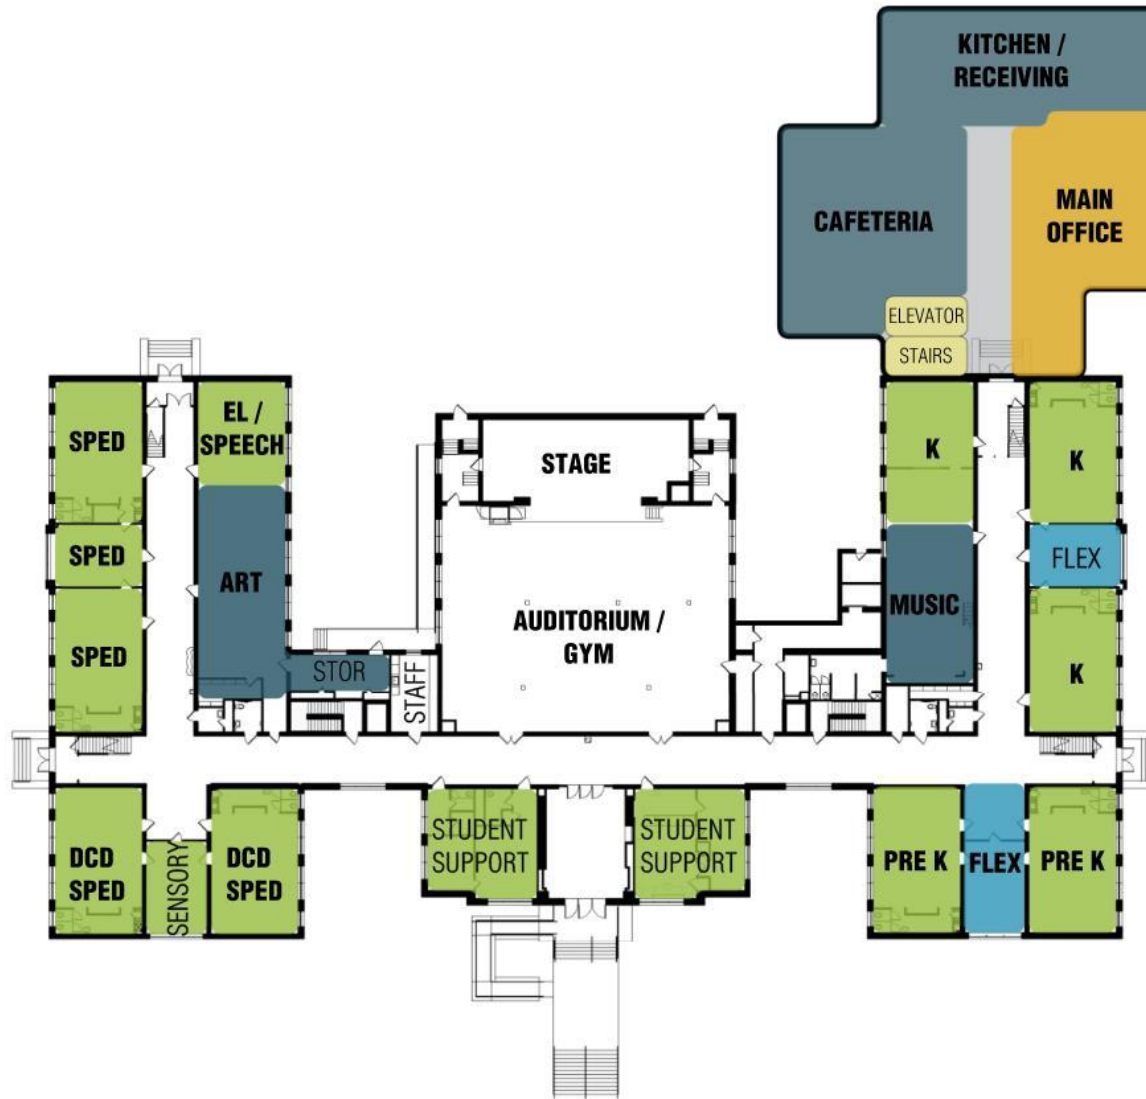 KITCHEN /
RECEIVING
CAFETERIA
MAIN
OFFICE
ELEVATOR
STAIRS
SPED
EL /
SPEECH
STAGE
K
K
SPED
ART
FLEX
MUSIC
AUDITORIUM /
GYM
SPED
STOR
STAFF
K
DCD
SPED
SENSORY
DCD
SPED
STUDENT
SUPPORT
STUDENT
SUPPORT
PRE K
FLEX
PRE K